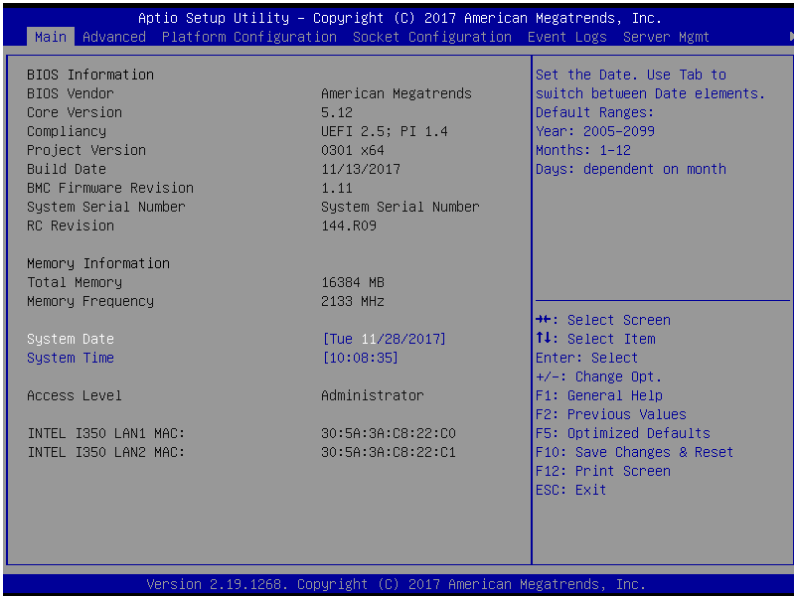 Aptio Setup Utility – Copyright (C) 2017 American Megatrends, Inc.
Main Advanced Platform Configuration Socket Configuration Event Logs Server Mgmt
BIOS Information
BIOS Vendor American Megatrends
Core Version 5.12
Compliancy UEFI 2.5; PI 1.4
Project Version 0301 x64
Build Date 11/13/2017
BMC Firmware Revision 1.11
System Serial Number System Serial Number
RC Revision 144.R09
Memory Information
Total Memory 16384 MB
Memory Frequency 2133 MHz
System Date [Tue 11/28/2017]
System Time [10:08:35]
Access Level Administrator
INTEL I350 LAN1 MAC: 30:5A:3A:C8:22:C0
INTEL I350 LAN2 MAC: 30:5A:3A:C8:22:C1
Set the Date. Use Tab to
switch between Date elements.
Default Ranges:
Year: 2005-2099
Months: 1-12
Days: dependent on month
→←: Select Screen
↑↓: Select Item
Enter: Select
+/-: Change Opt.
F1: General Help
F2: Previous Values
F5: Optimized Defaults
F10: Save Changes & Reset
F12: Print Screen
ESC: Exit
Version 2.19.1268. Copyright (C) 2017 American Megatrends, Inc.